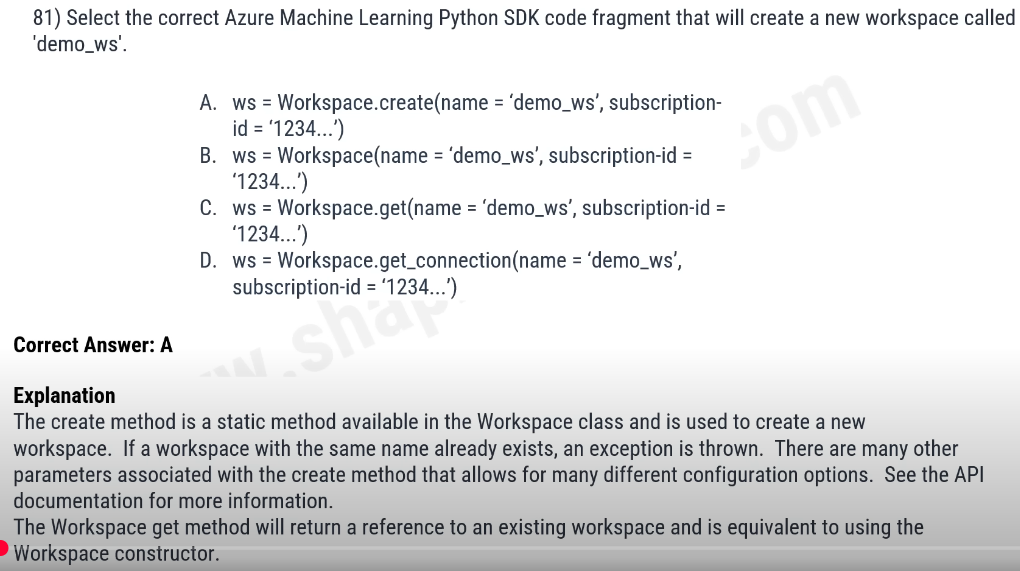 81) Select the correct Azure Machine Learning Python SDK code fragment that will create a new workspace called
'demo_ws'.
A. ws = Workspace.create(name = ‘demo_ws’, subscription-
id = ‘1234...’)
B. ws = Workspace(name = ‘demo_ws’, subscription-id =
‘1234...’)
C. ws = Workspace.get(name = ‘demo_ws’, subscription-id =
‘1234...’)
D. ws = Workspace.get_connection(name = ‘demo_ws’,
subscription-id = ‘1234...’)
Correct Answer: A
Explanation
The create method is a static method available in the Workspace class and is used to create a new
workspace. If a workspace with the same name already exists, an exception is thrown. There are many other
parameters associated with the create method that allows for many different configuration options. See the API
documentation for more information.
The Workspace get method will return a reference to an existing workspace and is equivalent to using the
Workspace constructor.